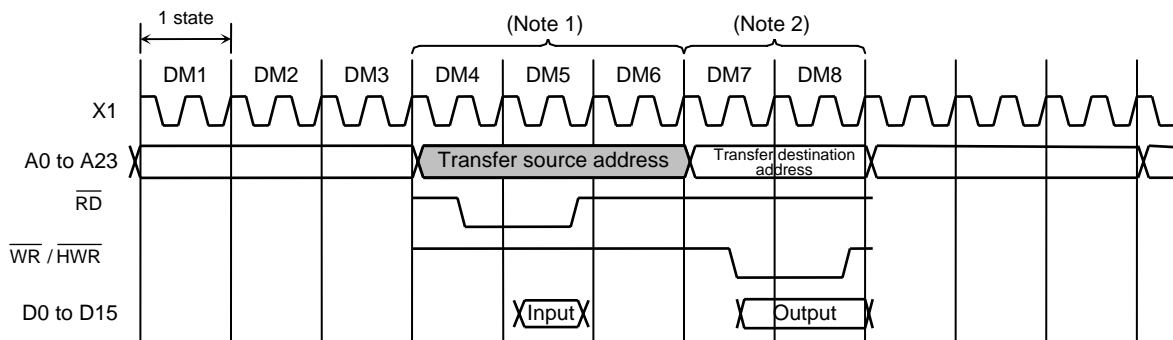 1 state
(Note 1)
(Note 2)
DM1 DM2 DM3 DM4 DM5 DM6 DM7 DM8
X1
A0 to A23
Transfer source address
Transfer destination
address
RD
WR / HWR
D0 to D15
Input
Output